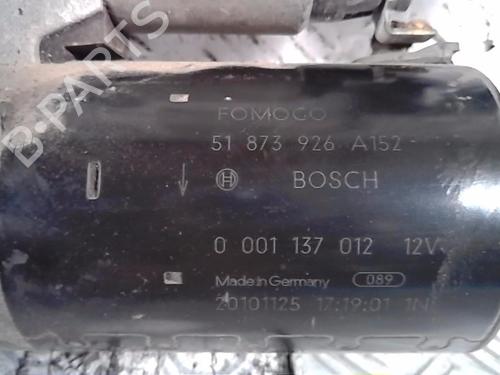 B-PARTS
FOMOCO
51 873 926 A152
BOSCH
0 001 137 012 12V
Made in Germany 089
20101125 17:19:01 1N